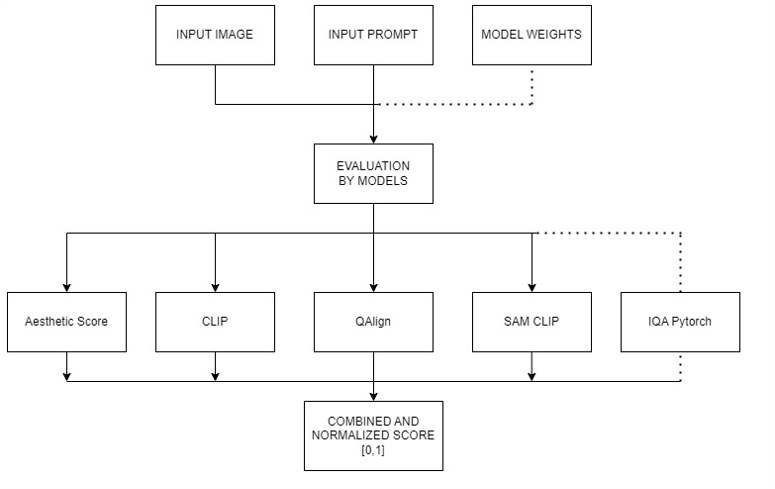 INPUT IMAGE
INPUT PROMPT
MODEL WEIGHTS
EVALUATION
BY MODELS
Aesthetic Score
CLIP
QAlign
SAM CLIP
IQA Pytorch
COMBINED AND
NORMALIZED SCORE
[0,1]